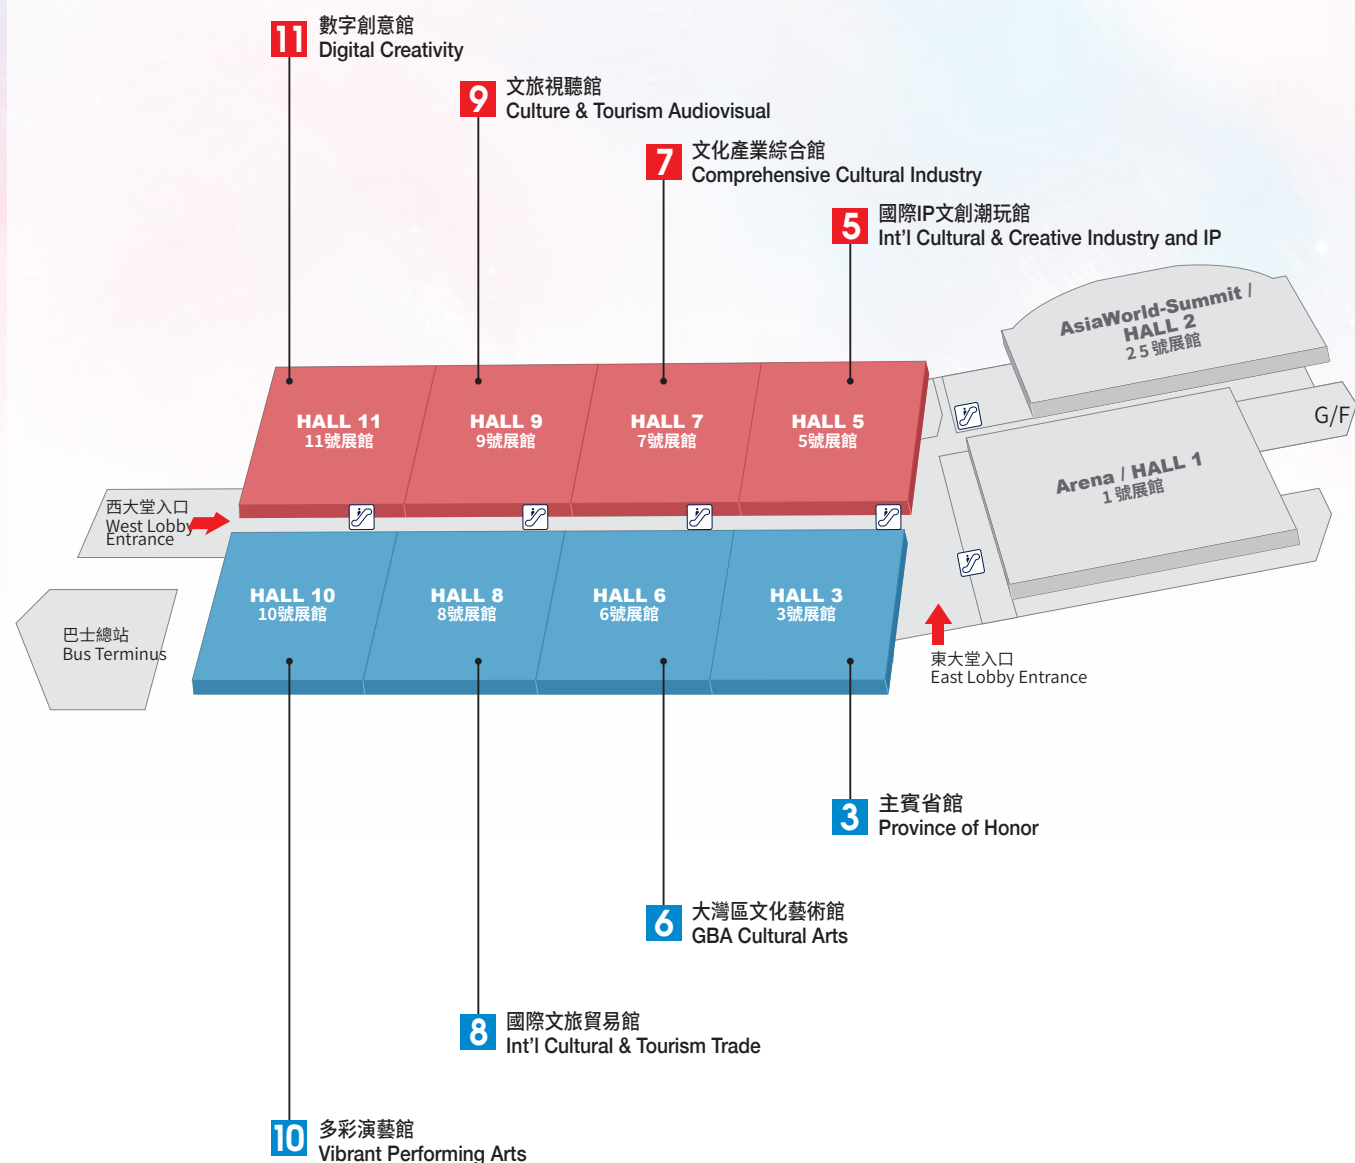 11
數字創意館
Digital Creativity
9
文旅視聽館
Culture & Tourism Audiovisual
7
文化產業綜合館
Comprehensive Cultural Industry
5
國際IP文創潮玩館
Int'l Cultural & Creative Industry and IP
AsiaWorld-Summit /
HALL 2
2 5 號展館
G/F
Arena / HALL 1
1 號展館
HALL 11
11號展館
HALL 9
9號展館
HALL 7
7號展館
HALL 5
5號展館
西大堂入口
West Lobby
Entrance
HALL 10
10號展館
HALL 8
8號展館
HALL 6
6號展館
HALL 3
3號展館
巴士總站
Bus Terminus
東大堂入口
East Lobby Entrance
3
主賓省館
Province of Honor
6
大灣區文化藝術館
GBA Cultural Arts
8
國際文旅貿易館
Int'l Cultural & Tourism Trade
10
多彩演藝館
Vibrant Performing Arts